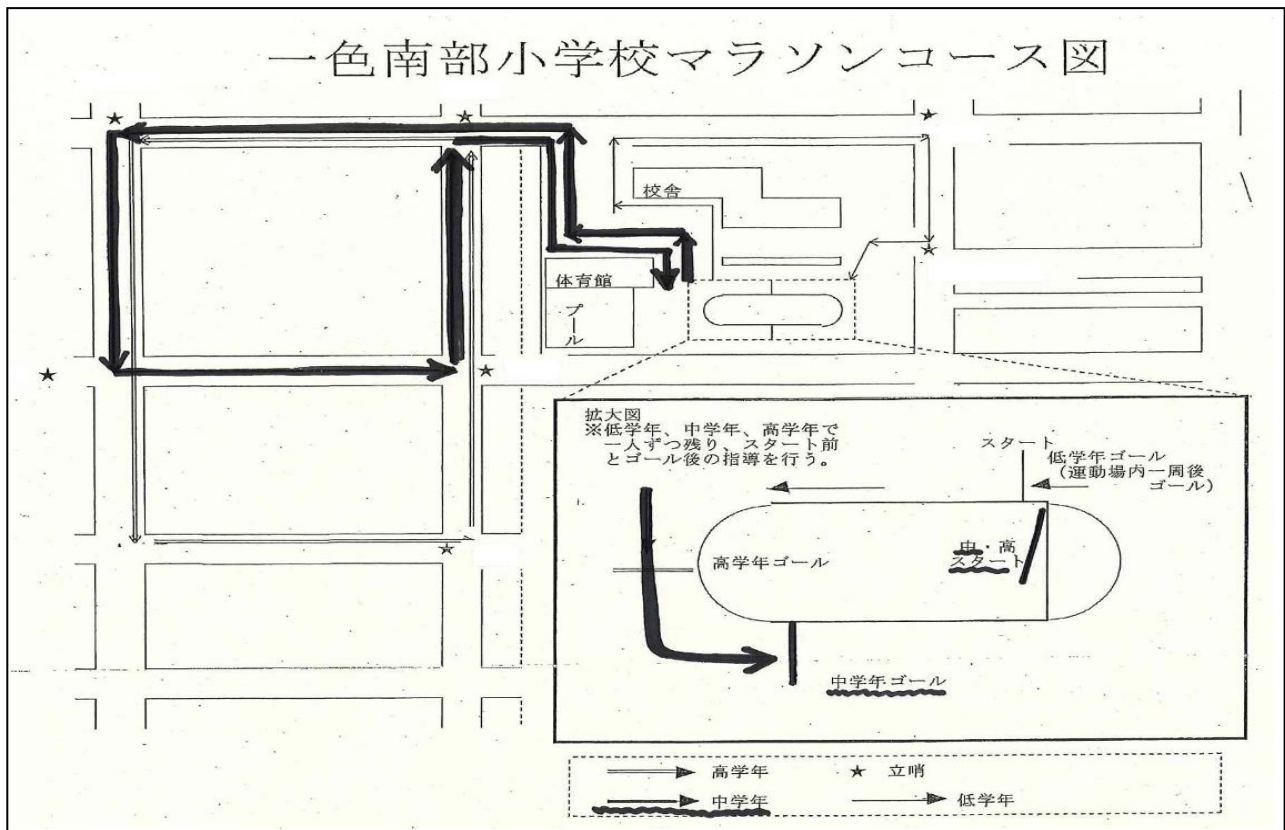 一色南部小学校マラソンコース図
★
★
★
校舎
★
体育館
プール
★
★
拡大図
※低学年、中学年、高学年で
一人ずつ残り、スタート前
とゴール後の指導を行う。
スタート
低学年ゴール
(運動場内一周後
ゴール)
高学年ゴール
中・高
スタート
★
中学年ゴール
高学年
★ 立哨
中学年
低学年